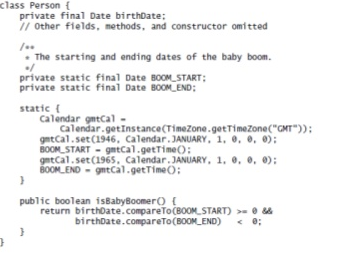 class Person {
    private final Date birthDate;
    // Other fields, methods, and constructor omitted

    /**
     * The starting and ending dates of the baby boom.
     */
    private static final Date BOOM_START;
    private static final Date BOOM_END;

    static {
        Calendar gmtCal =
            Calendar.getInstance(TimeZone.getTimeZone("GMT"));
        gmtCal.set(1946, Calendar.JANUARY, 1, 0, 0, 0);
        BOOM_START = gmtCal.getTime();
        gmtCal.set(1965, Calendar.JANUARY, 1, 0, 0, 0);
        BOOM_END = gmtCal.getTime();
    }

    public boolean isBabyBoomer() {
        return birthDate.compareTo(BOOM_START) >= 0 &&
               birthDate.compareTo(BOOM_END)   <  0;
    }
}